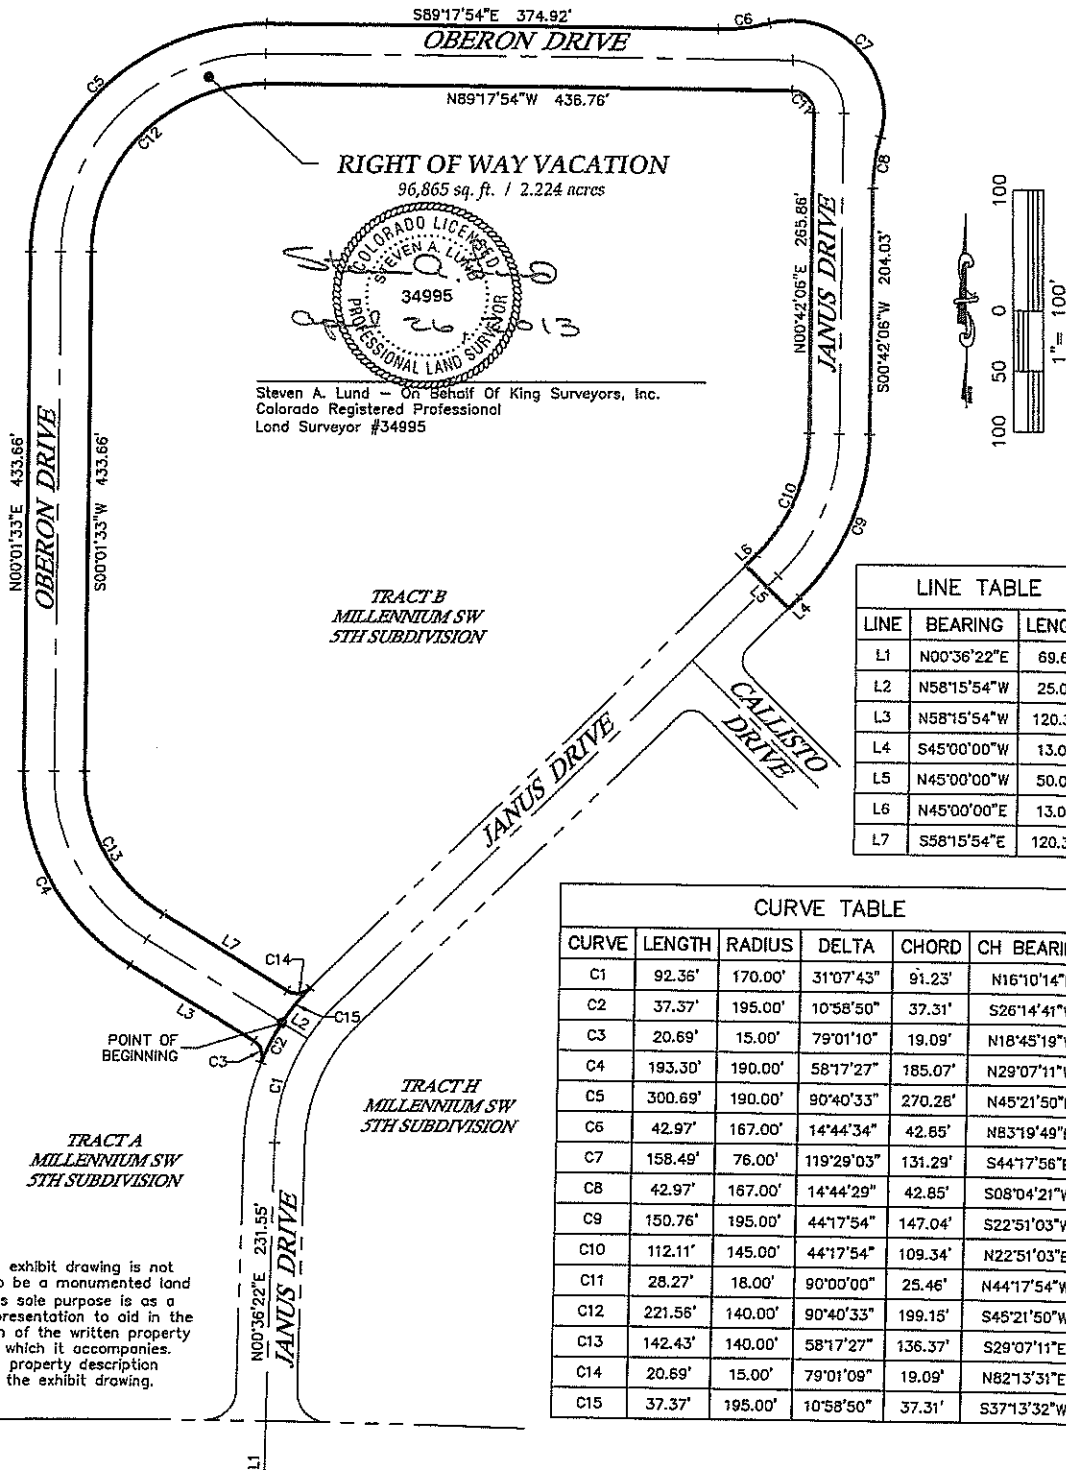 S89°17'54"E 374.92'
C6
C7
C5
OBERON DRIVE
N89°17'54"W 436.76'
C11
C12
C8
RIGHT OF WAY VACATION
96,865 sq. ft. / 2.224 acres
COLORADO LICENSED
STEVEN A. LUND
34995
PROFESSIONAL LAND SURVEYOR
Steven A. Lund – On Behalf Of King Surveyors, Inc.
Colorado Registered Professional
Land Surveyor #34995
N00°42'06"E 265.86'
JANUS DRIVE
S00°42'06"W 204.03'
100
0
50
100
1"= 100'
N00°01'33"E 433.66'
OBERON DRIVE
S00°01'33"W 433.66'
C10
C9
L6
L5
L4
TRACT B
MILLENNIUM SW
5TH SUBDIVISION
CALLISTO
DRIVE
JANUS DRIVE
C13
C4
L7
C14
L3
L2
C15
POINT OF
BEGINNING
C3
C2
C1
TRACT H
MILLENNIUM SW
5TH SUBDIVISION
TRACT A
MILLENNIUM SW
5TH SUBDIVISION
N00°36'22"E 231.55'
JANUS DRIVE
L1
exhibit drawing is not
be a monumented land
s sole purpose is as a
resentation to aid in the
n of the written property
which it accompanies.
property description
the exhibit drawing.
LINE TABLE
LINE BEARING LENG
L1 N00°36'22"E 69.6
L2 N58°15'54"W 25.0
L3 N58°15'54"W 120.3
L4 S45°00'00"W 13.0
L5 N45°00'00"W 50.0
L6 N45°00'00"E 13.0
L7 S58°15'54"E 120.3
CURVE TABLE
CURVE LENGTH RADIUS DELTA CHORD CH BEARI
C1 92.36' 170.00' 31°07'43" 91.23' N16°10'14"
C2 37.37' 195.00' 10°58'50" 37.31' S26°14'41"
C3 20.69' 15.00' 79°01'10" 19.09' N18°45'19"
C4 193.30' 190.00' 58°17'27" 185.07' N29°07'11"W
C5 300.69' 190.00' 90°40'33" 270.28' N45°21'50"
C6 42.97' 167.00' 14°44'34" 42.85' N83°19'49"E
C7 158.49' 76.00' 119°29'03" 131.29' S44°17'56"E
C8 42.97' 167.00' 14°44'29" 42.85' S08°04'21"W
C9 150.76' 195.00' 44°17'54" 147.04' S22°51'03"W
C10 112.11' 145.00' 44°17'54" 109.34' N22°51'03"E
C11 28.27' 18.00' 90°00'00" 25.46' N44°17'54"W
C12 221.56' 140.00' 90°40'33" 199.15' S45°21'50"W
C13 142.43' 140.00' 58°17'27" 136.37' S29°07'11"E
C14 20.69' 15.00' 79°01'09" 19.09' N82°13'31"E
C15 37.37' 195.00' 10°58'50" 37.31' S37°13'32"W